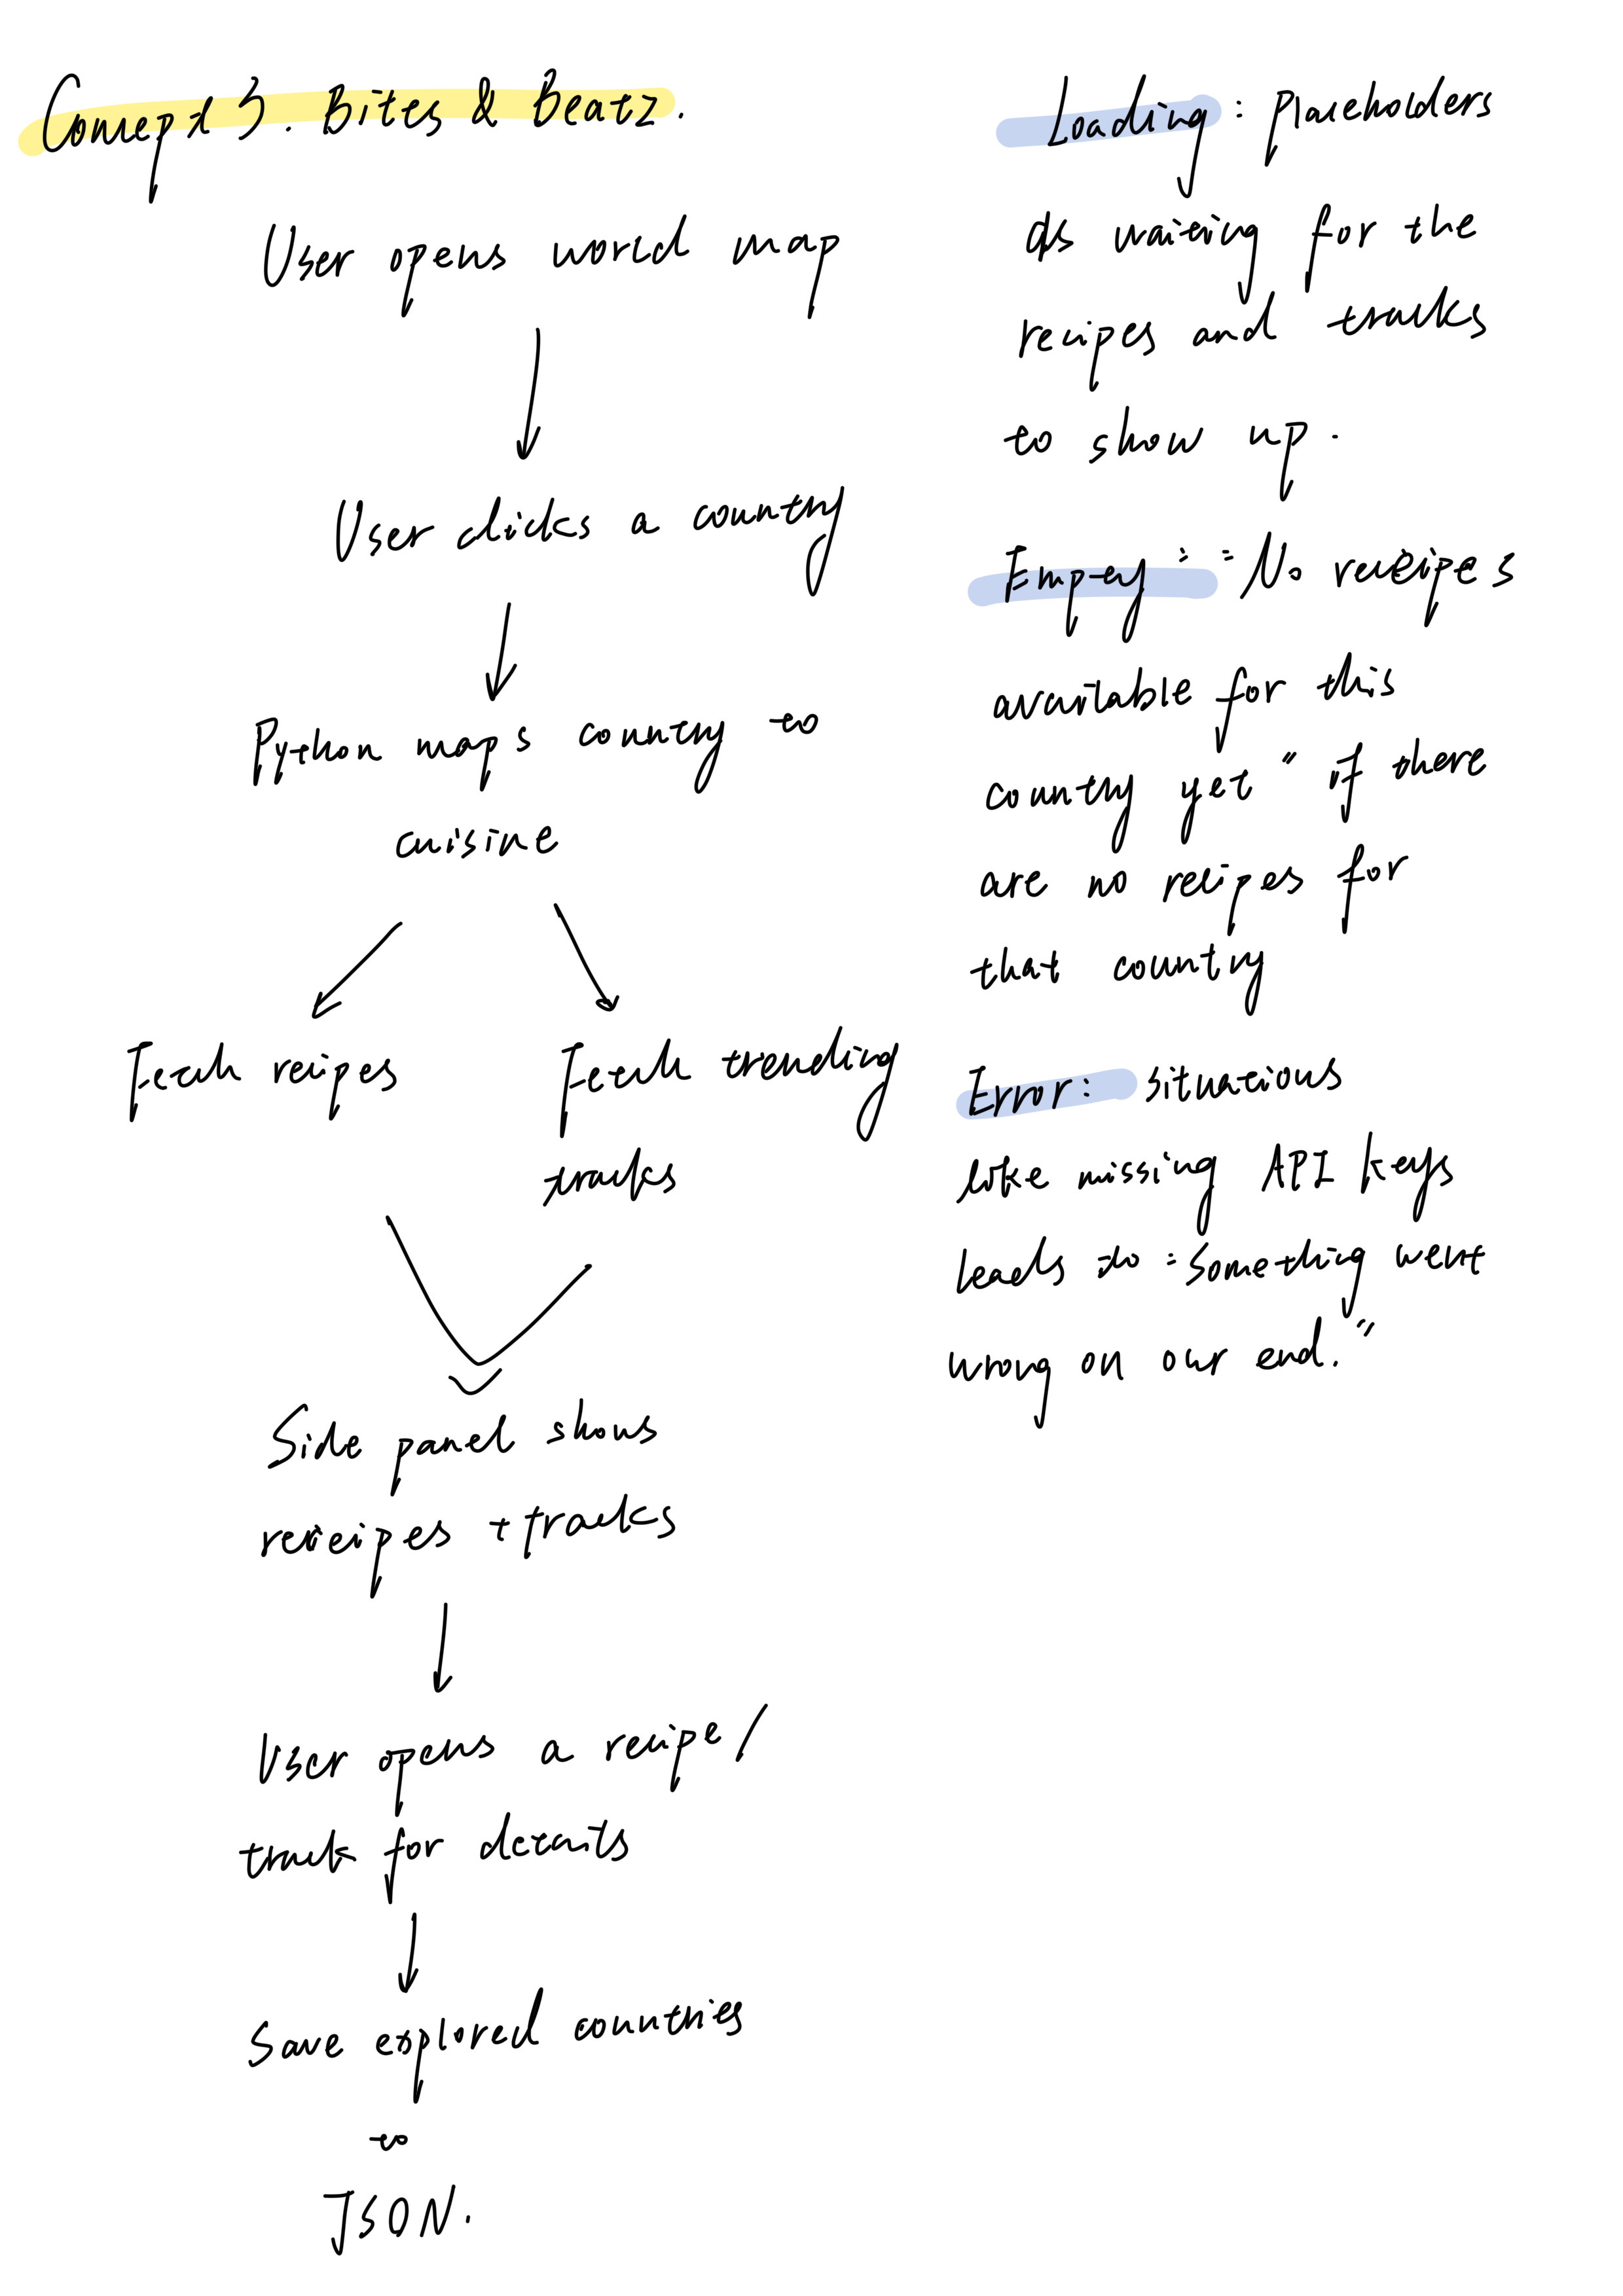 Concept 3. Bites & Beatz.
User opens world map
User clicks a country
Python maps country to
cuisine
Fetch recipes
Fetch trending
tracks
Side panel shows
receipes + tracks
User opens a recipe /
track for details
Save explored countries
to
JSON.
Loading : Placeholders
as waiting for the
recipes and tracks
to show up.
Empty : "No receipes
available for this
country yet" if there
are no recipes for
that country
Error: situations
like missing API keys
leads to "Something went
wrong on our end."